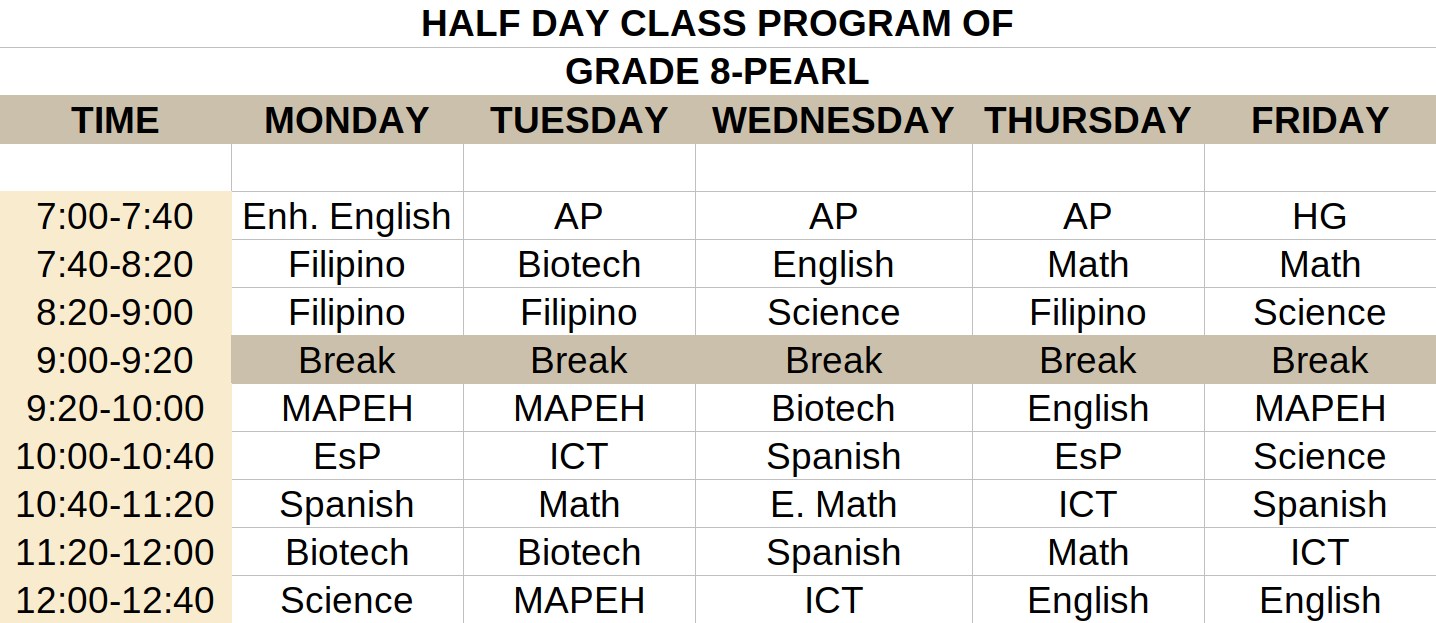 HALF DAY CLASS PROGRAM OF
GRADE 8-PEARL
TIME MONDAY TUESDAY WEDNESDAY THURSDAY FRIDAY
7:00-7:40 Enh. English AP AP AP HG
7:40-8:20 Filipino Biotech English Math Math
8:20-9:00 Filipino Filipino Science Filipino Science
9:00-9:20 Break Break Break Break Break
9:20-10:00 MAPEH MAPEH Biotech English MAPEH
10:00-10:40 EsP ICT Spanish EsP Science
10:40-11:20 Spanish Math E. Math ICT Spanish
11:20-12:00 Biotech Biotech Spanish Math ICT
12:00-12:40 Science MAPEH ICT English English